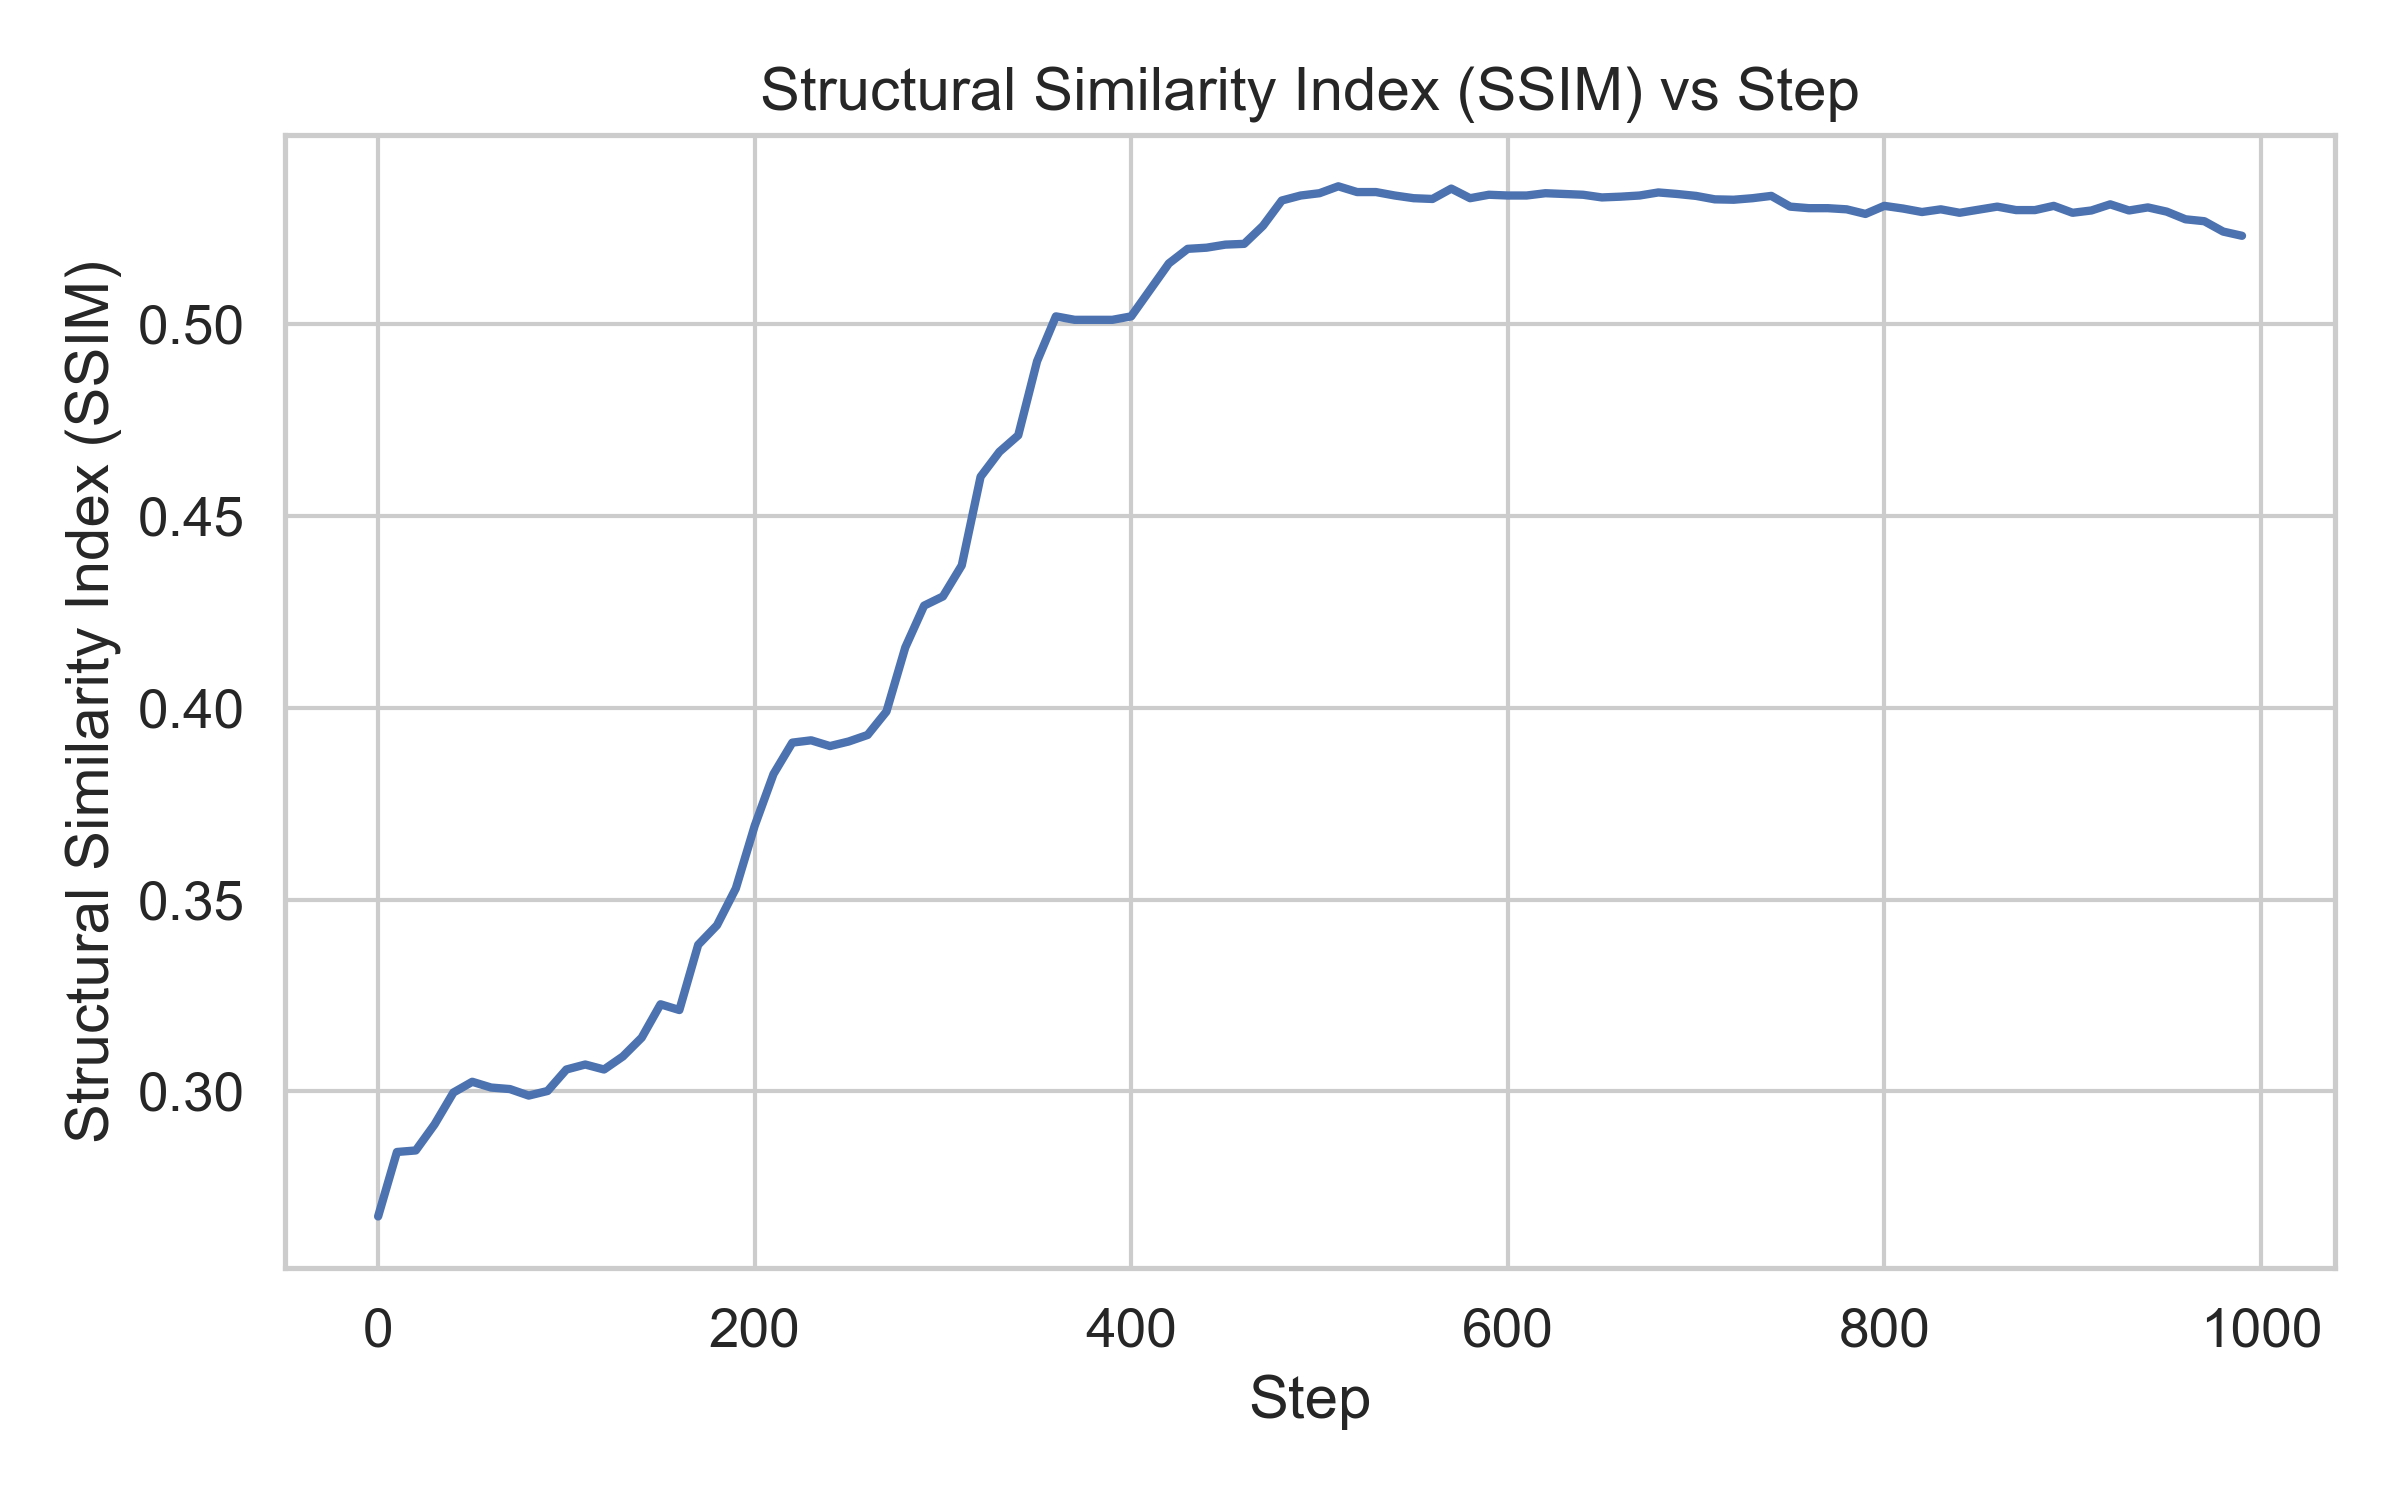 Structural Similarity Index (SSIM) vs Step
Structural Similarity Index (SSIM)
0.50
0.45
0.40
0.35
0.30
0 200 400 600 800 1000
Step